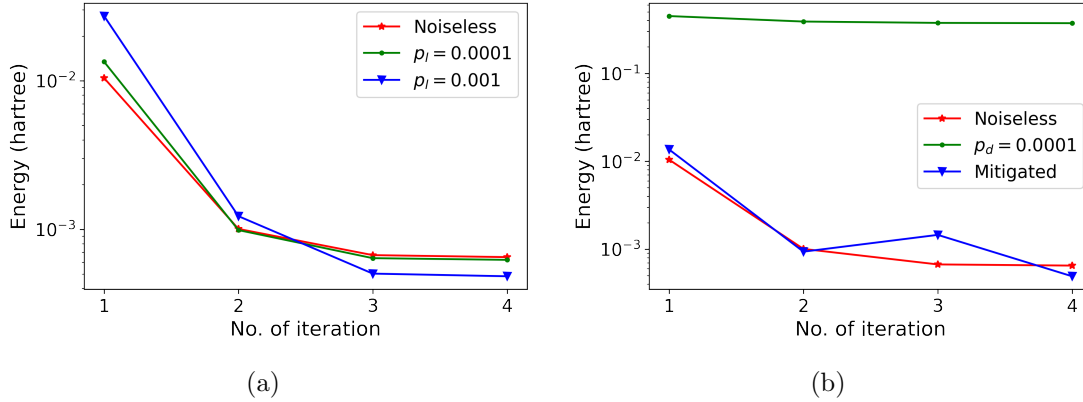 Energy (hartree)
10⁻²
10⁻³
Noiseless
pₗ = 0.0001
pₗ = 0.001
1 2 3 4
No. of iteration
(a)
Energy (hartree)
10⁻¹
10⁻²
10⁻³
Noiseless
p_d = 0.0001
Mitigated
1 2 3 4
No. of iteration
(b)